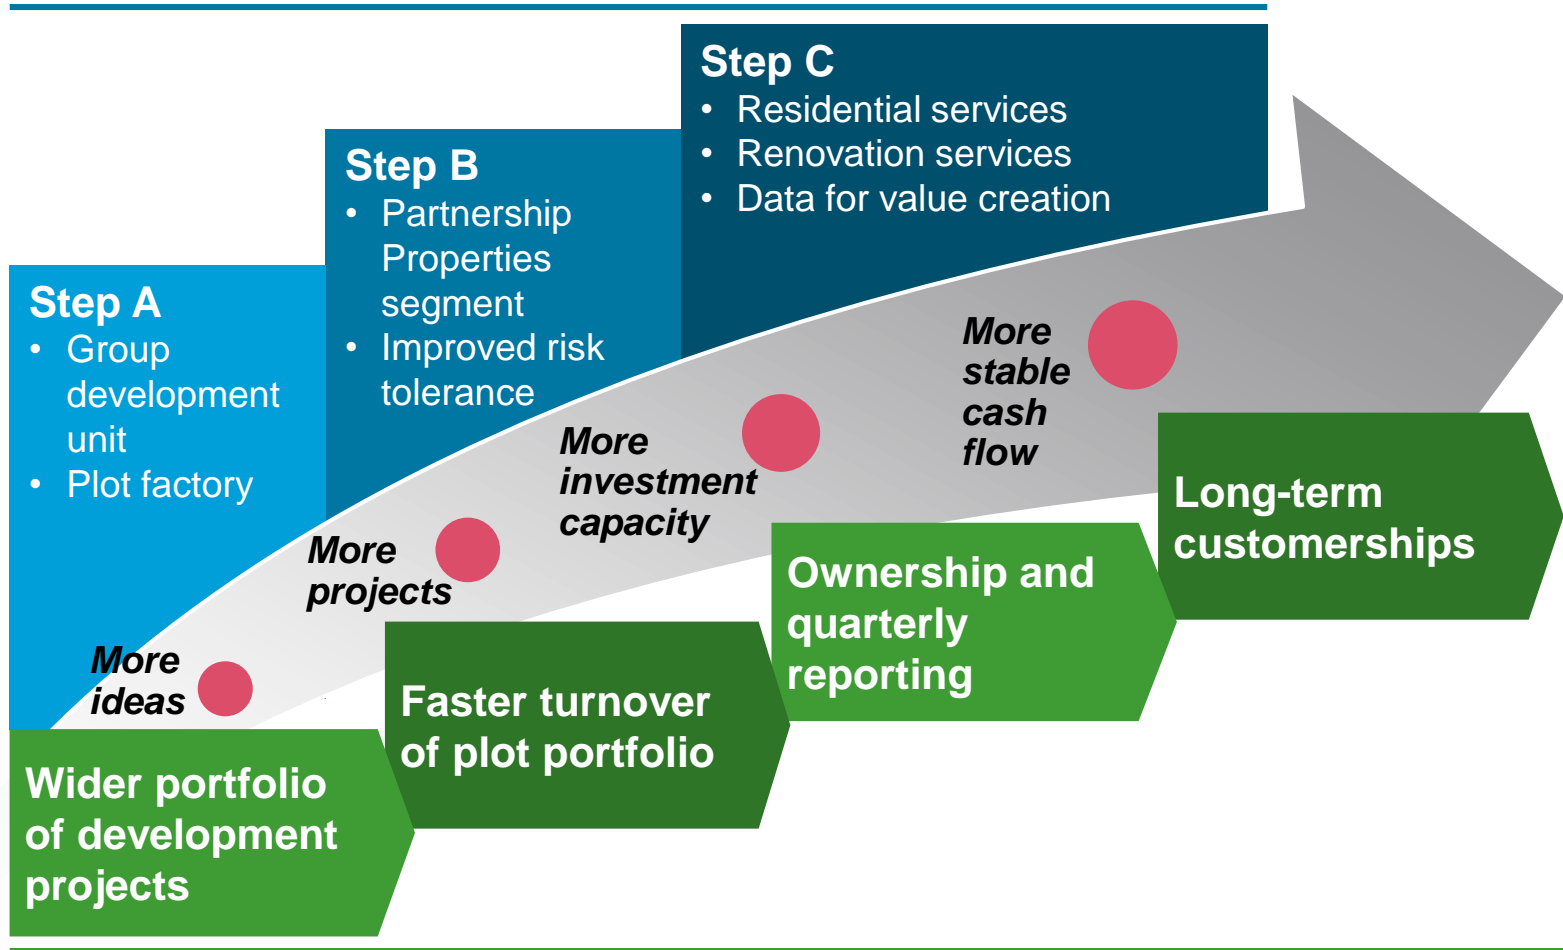 Step A
• Group
development
unit
• Plot factory
Step B
• Partnership
Properties
segment
• Improved risk
tolerance
Step C
• Residential services
• Renovation services
• Data for value creation
More
ideas
More
projects
More
investment
capacity
More
stable
cash
flow
Wider portfolio
of development
projects
Faster turnover
of plot portfolio
Ownership and
quarterly
reporting
Long-term
customerships